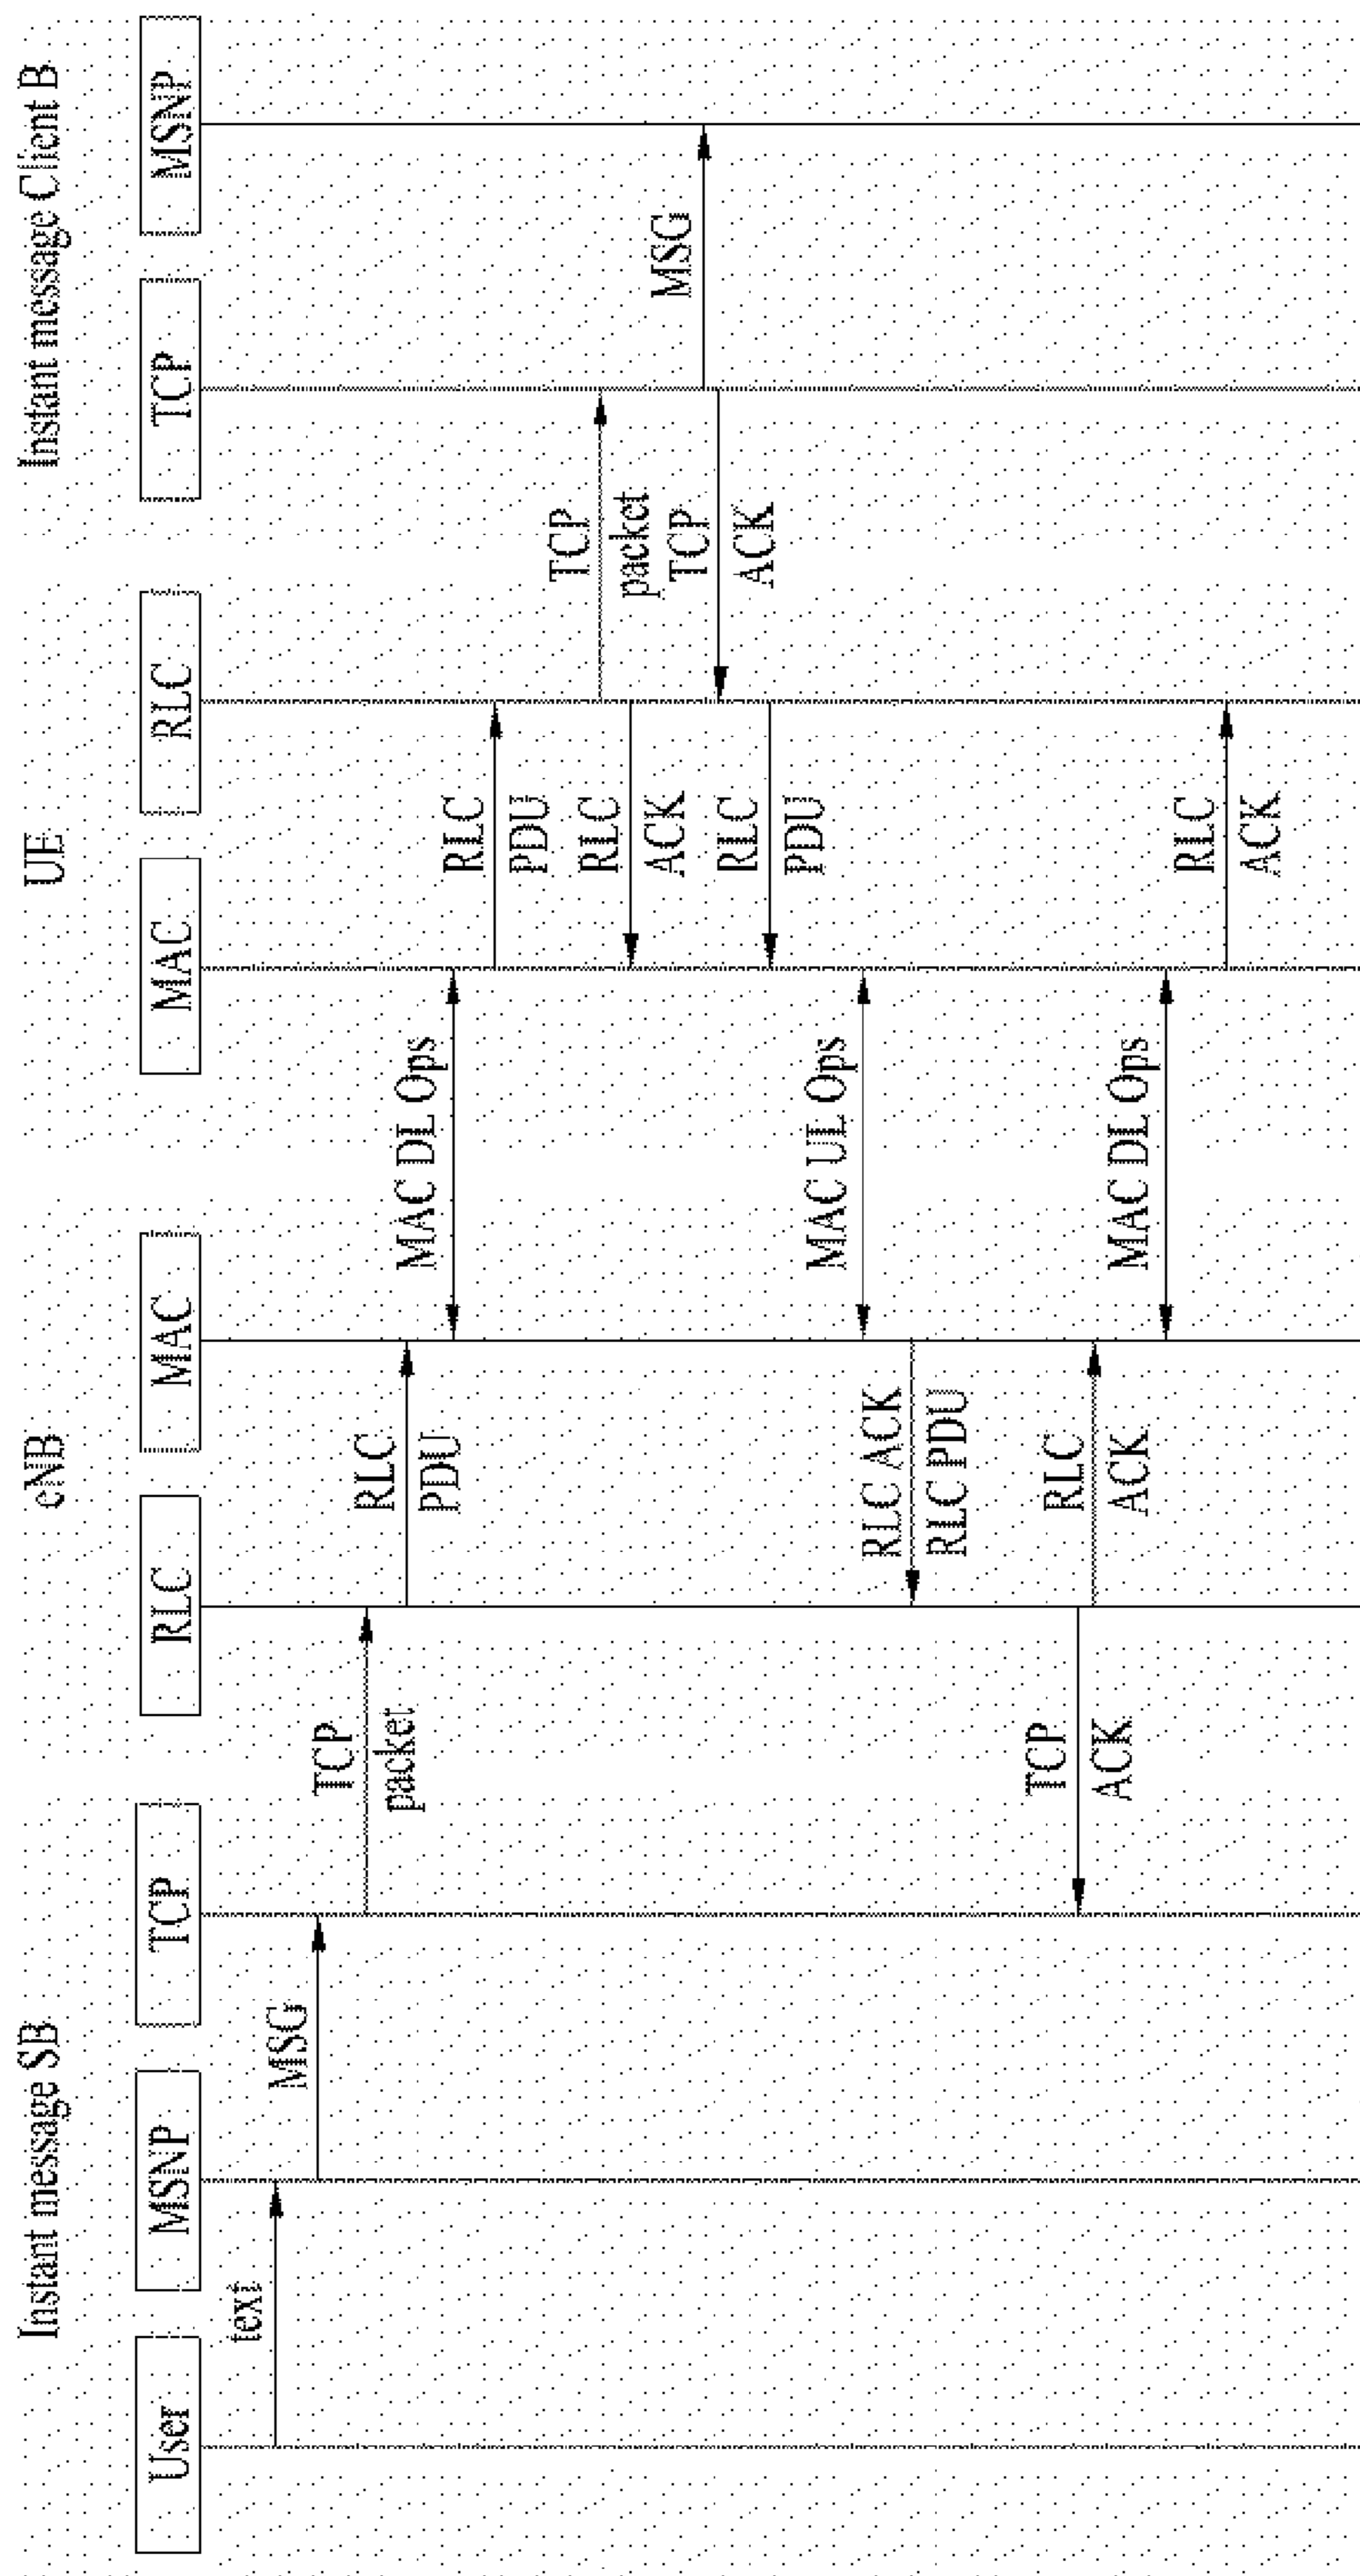 Instant message SB
eNB
UE
Instant message Client B
User
MSNP
TCP
RLC
MAC
MAC
RLC
TCP
MSNP
text
MSG
TCP
packet
RLC
PDU
MAC DL Ops
RLC
PDU
TCP
packet
RLC
ACK
MSG
TCP
ACK
RLC
PDU
MAC UL Ops
RLC ACK
RLC PDU
TCP
ACK
RLC
ACK
MAC DL Ops
RLC
ACK